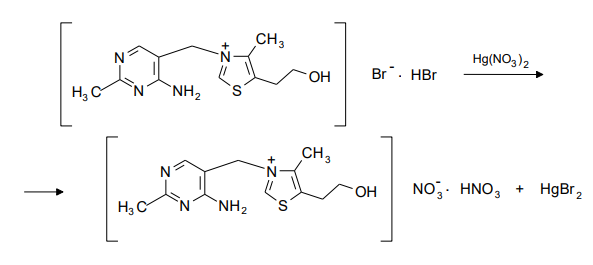 N N⁺ CH₃
H₃C N NH₂ S OH Br⁻ · HBr Hg(NO₃)₂
N N⁺ CH₃
H₃C N NH₂ S OH NO₃⁻ · HNO₃ + HgBr₂